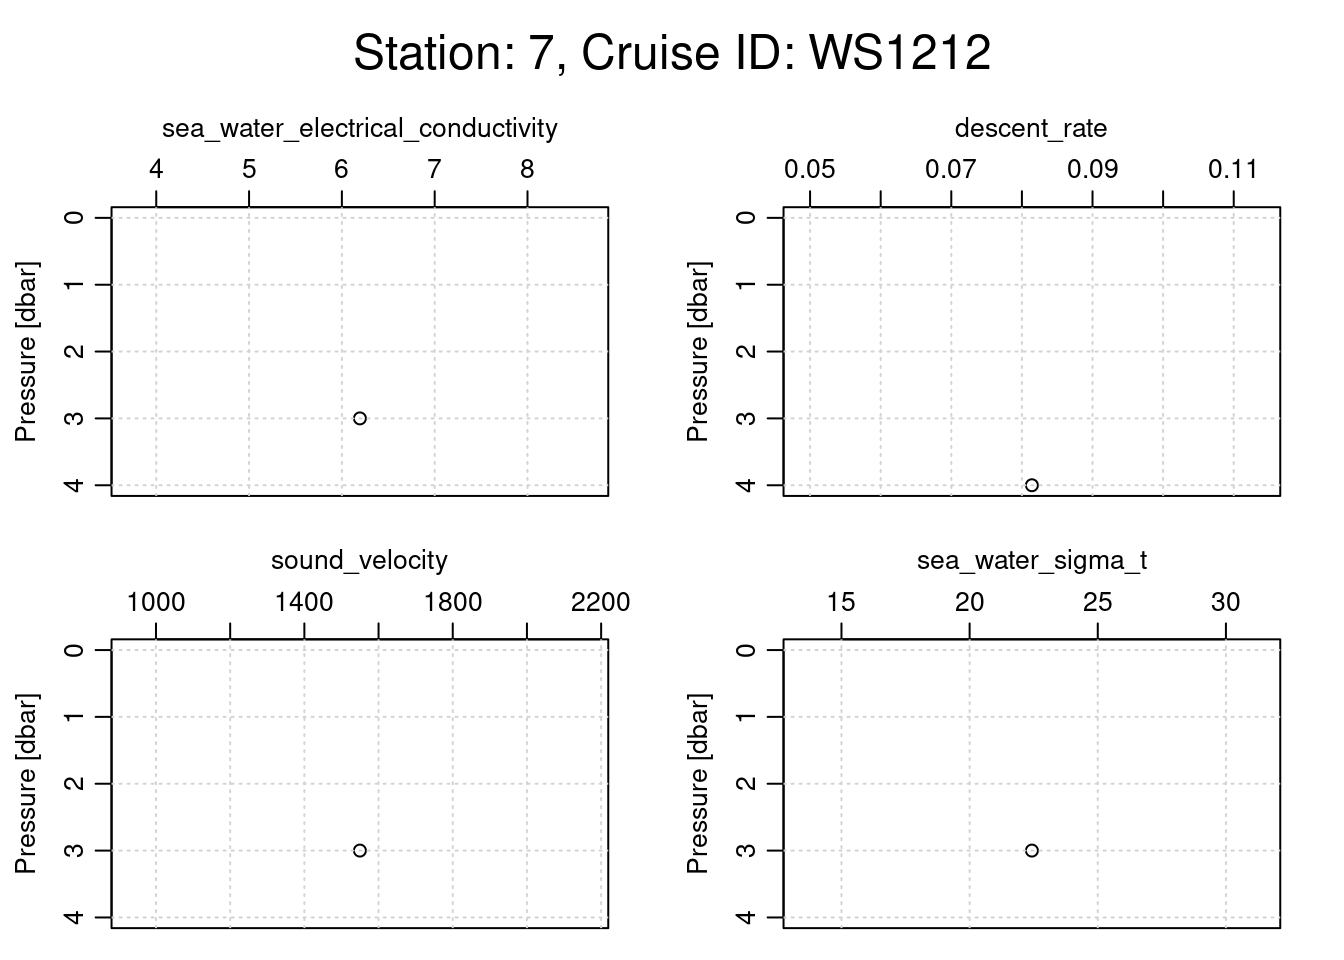 Station: 7, Cruise ID: WS1212
sea_water_electrical_conductivity
4 5 6 7 8
Pressure [dbar]
0
1
2
3
4
descent_rate
0.05 0.07 0.09 0.11
Pressure [dbar]
0
1
2
3
4
sound_velocity
1000 1400 1800 2200
Pressure [dbar]
0
1
2
3
4
sea_water_sigma_t
15 20 25 30
Pressure [dbar]
0
1
2
3
4